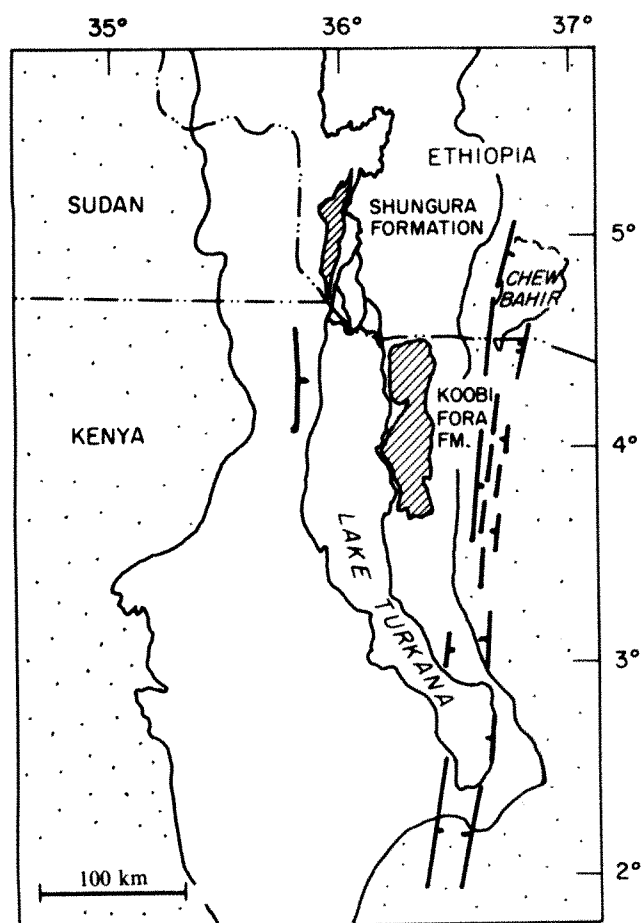 35°
36°
37°
ETHIOPIA
SUDAN
SHUNGURA
FORMATION
5°
CHEW
BAHIR
KOOBI
FORA
FM.
KENYA
4°
LAKE TURKANA
3°
100 km
2°